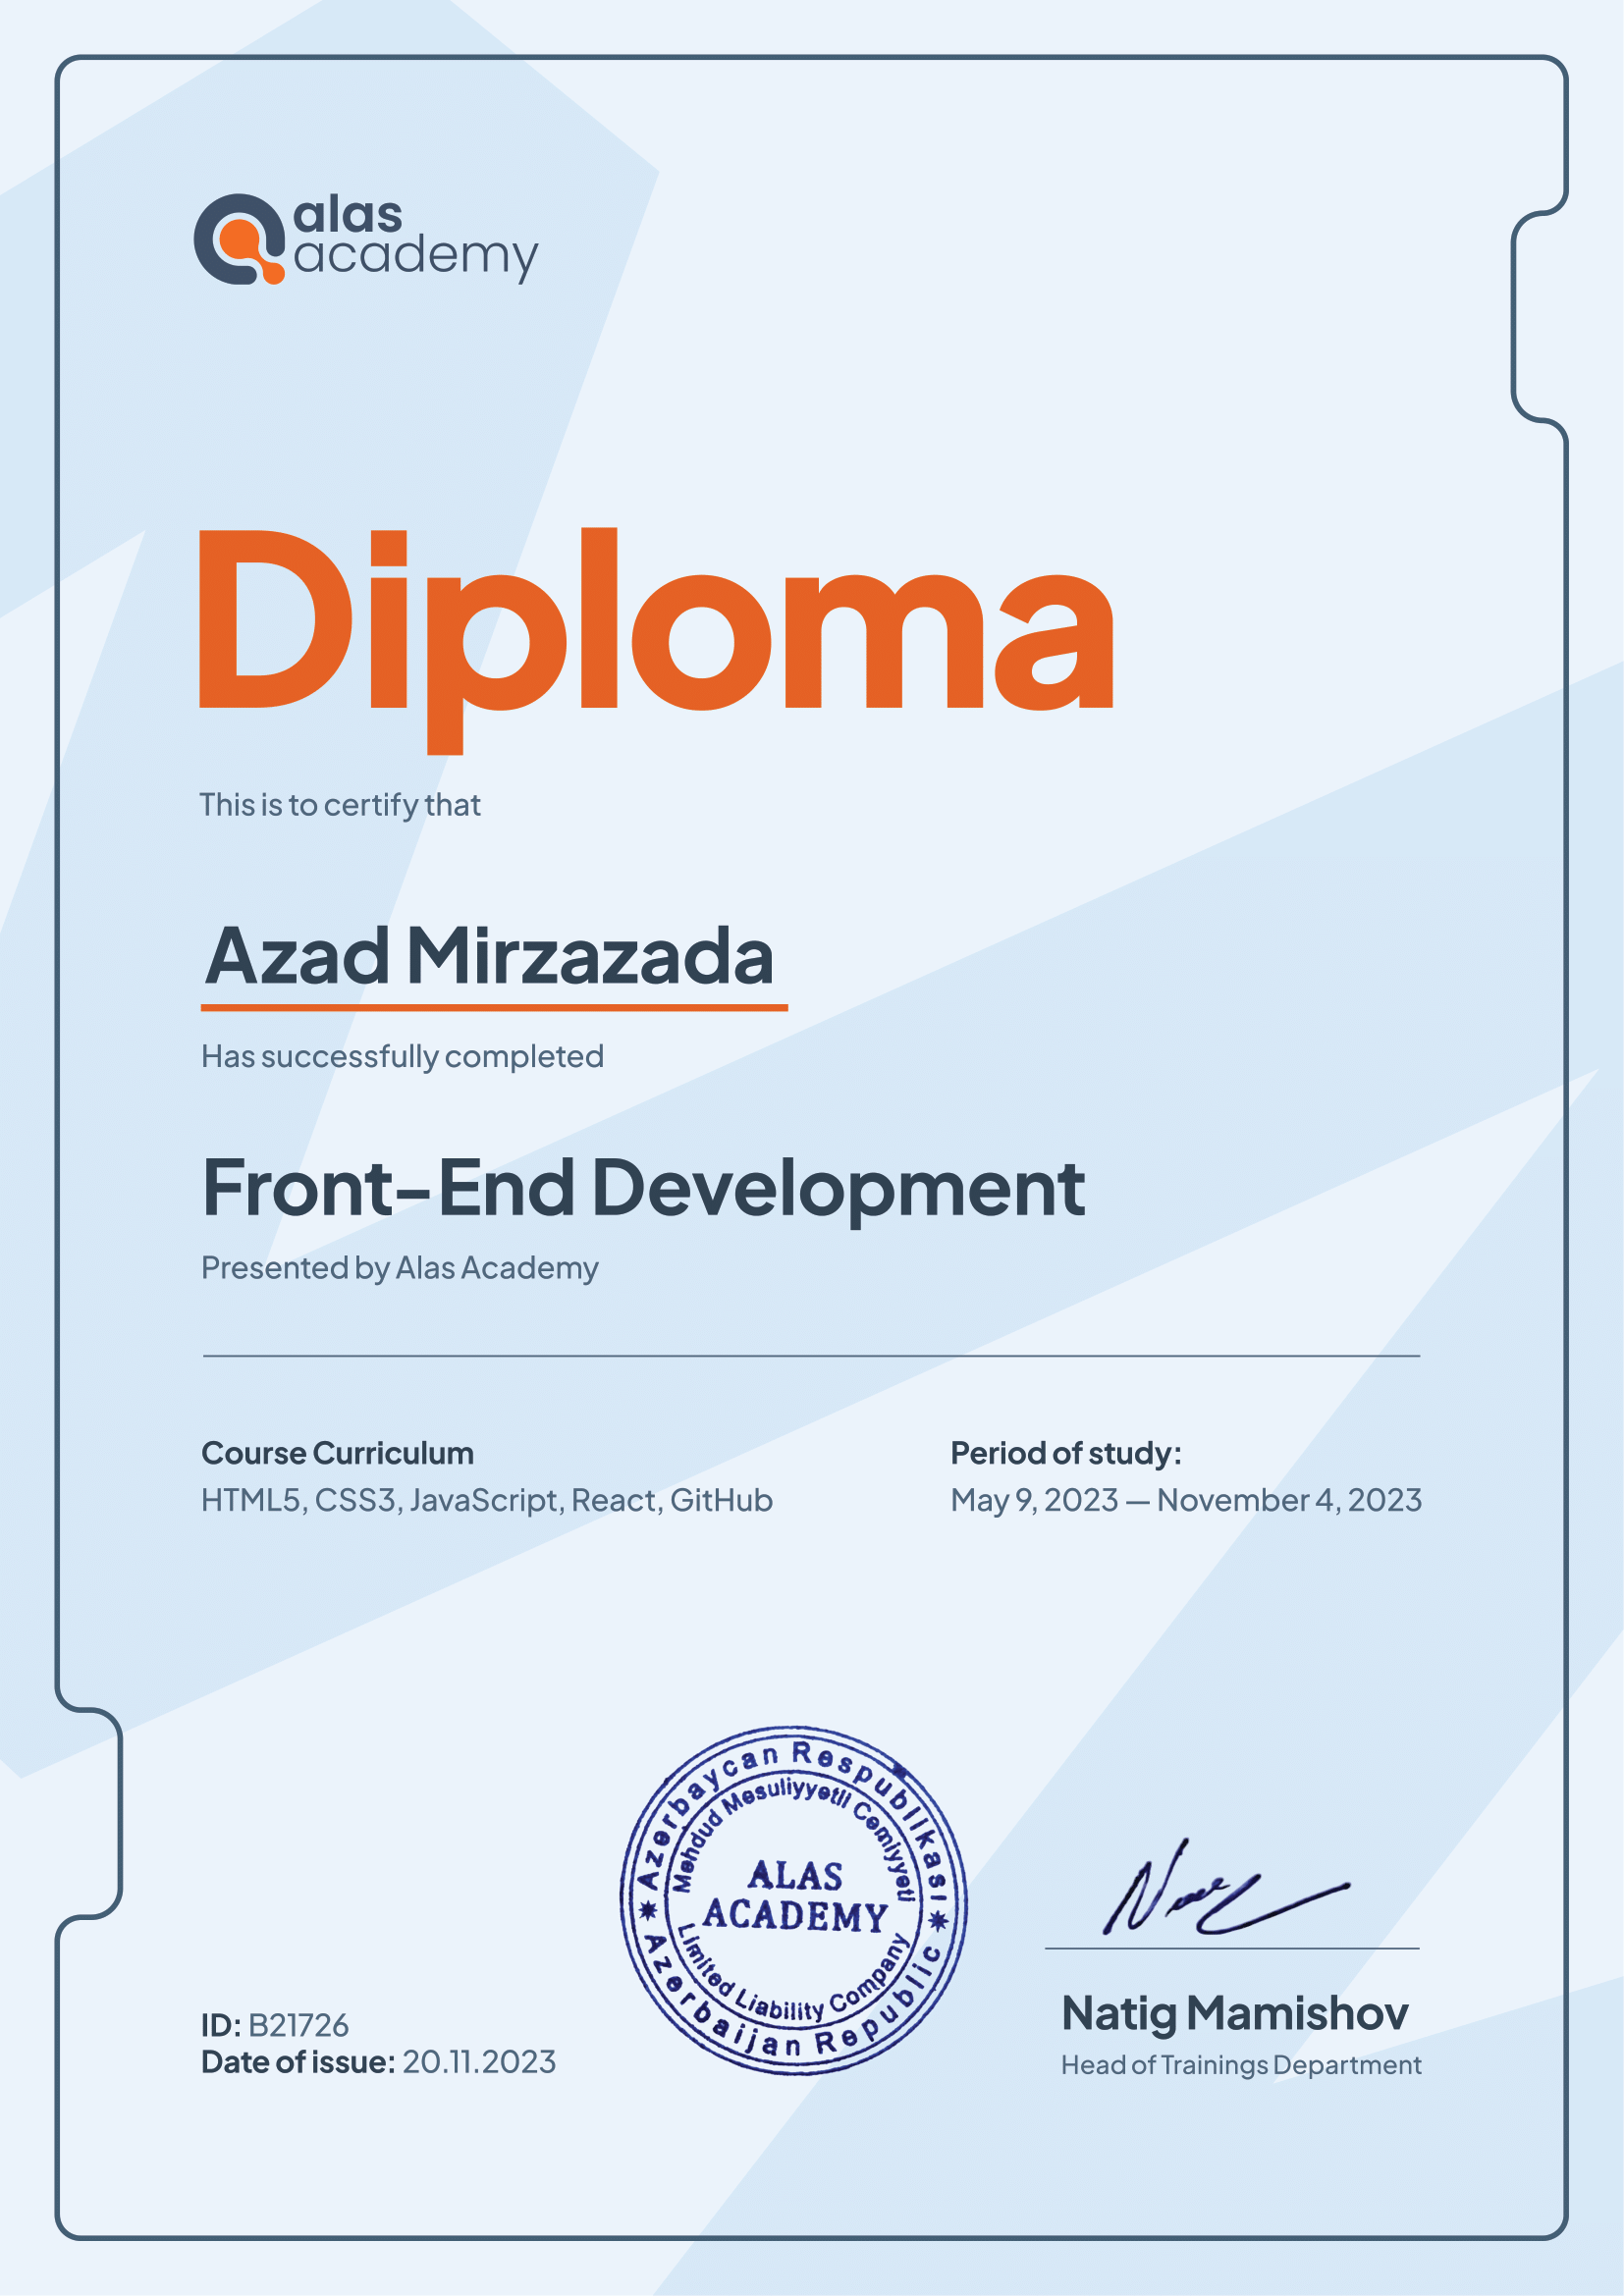 alas
academy
Diploma
This is to certify that
Azad Mirzazada
Has successfully completed
Front-End Development
Presented by Alas Academy
Course Curriculum
HTML5, CSS3, JavaScript, React, GitHub
Period of study:
May 9, 2023 — November 4, 2023
Azərbaycan Respublikası
Məhdud Məsuliyyətli Cəmiyyəti
ALAS
ACADEMY
Limited Liability Company
Azerbaijan Republic
ID: B21726
Date of issue: 20.11.2023
Natig Mamishov
Head of Trainings Department